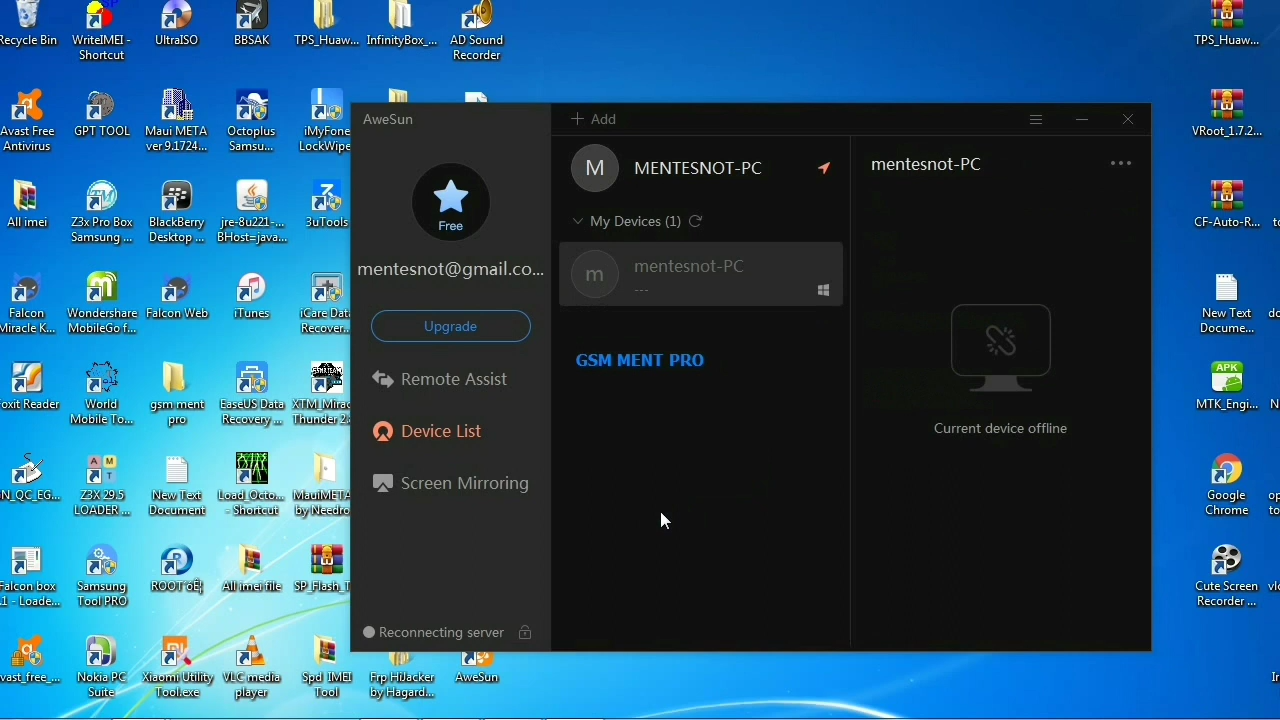 Recycle Bin
WriteIMEI -
Shortcut
UltraISO
BBSAK
TPS_Huaw...
InfinityBox_...
AD Sound
Recorder
TPS_Huaw...
Avast Free
Antivirus
GPT TOOL
Maui META
ver 9.1724...
Octoplus
Samsu...
iMyFone
LockWipe
VRoot_1.7.2...
All imei
Z3x Pro Box
Samsung ...
BlackBerry
Desktop ...
jre-8u221-...
BHost=java...
3uTools
CF-Auto-R...
Falcon
Miracle K...
Wondershare
MobileGo f...
Falcon Web
iTunes
iCare Data
Recover...
New Text
Docume...
Foxit Reader
World
Mobile To...
gsm ment
pro
EaseUS Data
Recovery ...
XTM_Mirac
Thunder 2.
APK
MTK_Engi...
N_QC_EG...
A M
T
Z3X 29.5
LOADER ...
New Text
Document
Load_Octo...
- Shortcut
MauiMETA
by Needro
Google
Chrome
Falcon box
.1 - Loade...
Samsung
Tool PRO
All imei file
SP_Flash_T
Cute Screen
Recorder ...
vast_free_...
Nokia PC
Suite
Xiaomi Utility
Tool.exe
VLC media
player
Spd IMEI
Tool
Frp HiJacker
by Hagard...
AweSun
AweSun
Free
mentesnot@gmail.co...
Upgrade
Remote Assist
Device List
Screen Mirroring
Reconnecting server
Add
M
MENTESNOT-PC
My Devices (1)
m
mentesnot-PC
---
GSM MENT PRO
mentesnot-PC
Current device offline